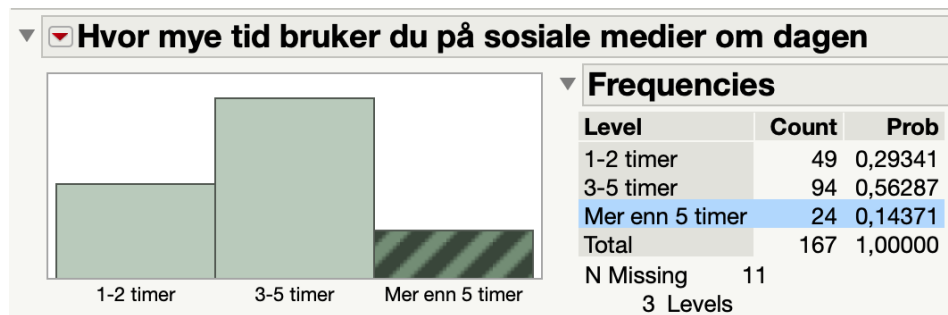 Hvor mye tid bruker du på sosiale medier om dagen
1-2 timer 3-5 timer Mer enn 5 timer
Frequencies
Level Count Prob
1-2 timer 49 0,29341
3-5 timer 94 0,56287
Mer enn 5 timer 24 0,14371
Total 167 1,00000
N Missing 11
3 Levels